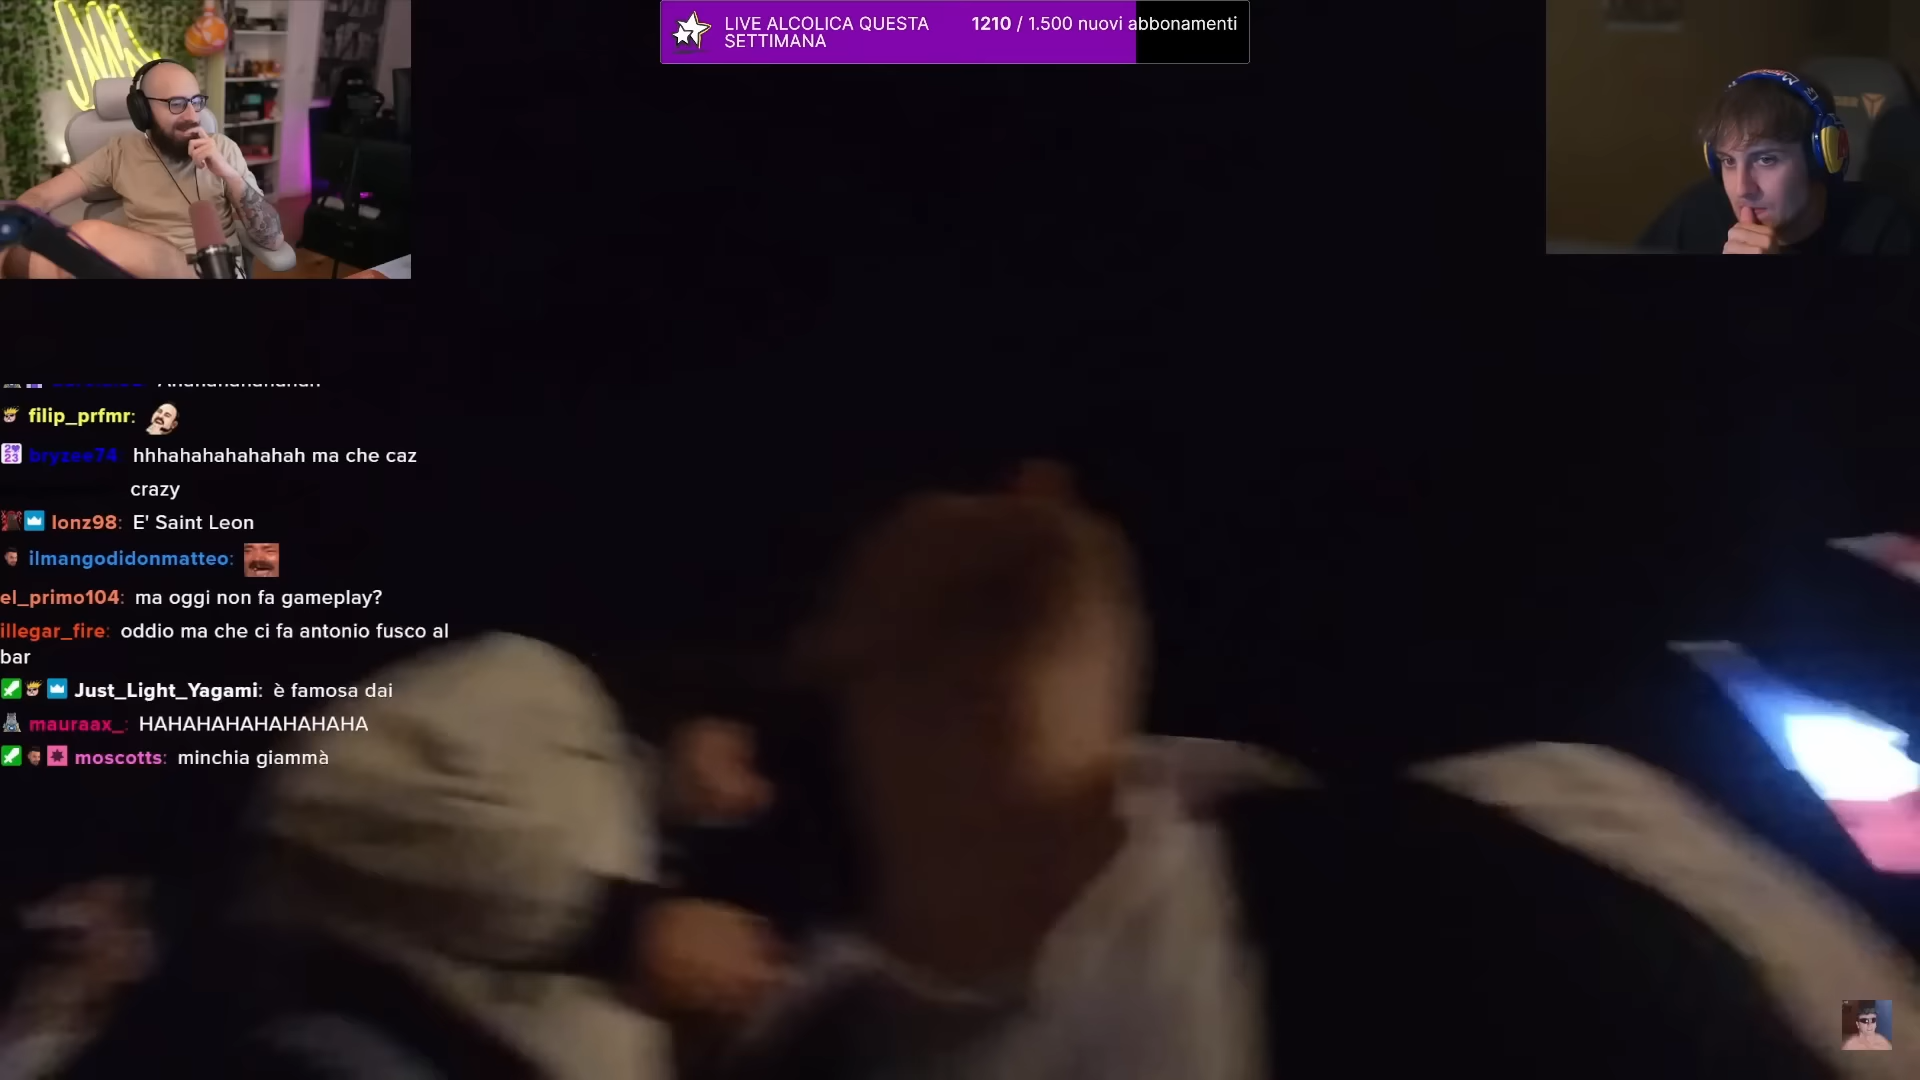 LIVE ALCOLICA QUESTA
SETTIMANA
1210 / 1.500 nuovi abbonamenti
filip_prfmr:
bryzee74: hhhahahahahahah ma che caz
crazy
lonz98: E' Saint Leon
ilmangodidonmatteo:
el_primo104: ma oggi non fa gameplay?
illegar_fire: oddio ma che ci fa antonio fusco al
bar
Just_Light_Yagami: è famosa dai
mauraax_: HAHAHAHAHAHAHAHA
moscotts: minchia giammà